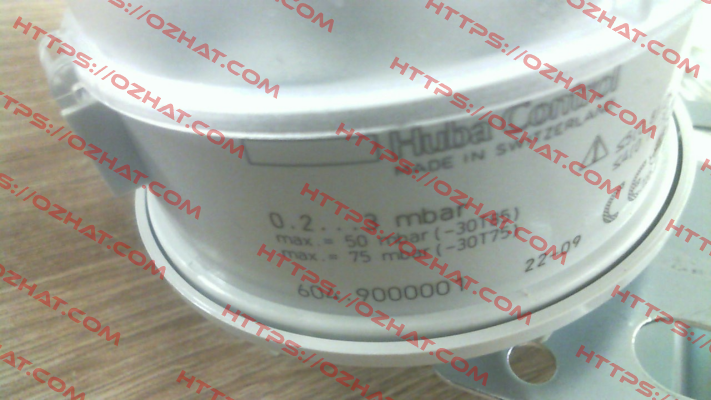 HTTPS://OZHAT.COM
Huba Control
MADE IN SWITZERLAND
0.2...3 mbar
max.= 50 mbar (-30T65)
max.= 75 mbar (-30T75)
22-09
604.9000001